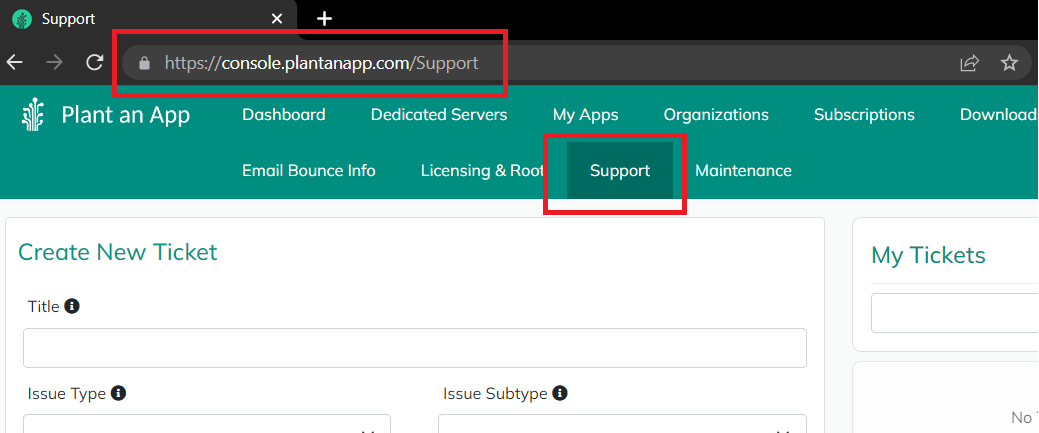 Support
https://console.plantanapp.com/Support
Plant an App
Dashboard Dedicated Servers My Apps Organizations Subscriptions Download
Email Bounce Info Licensing & Root Support Maintenance
Create New Ticket
My Tickets
Title
Issue Type Issue Subtype
No